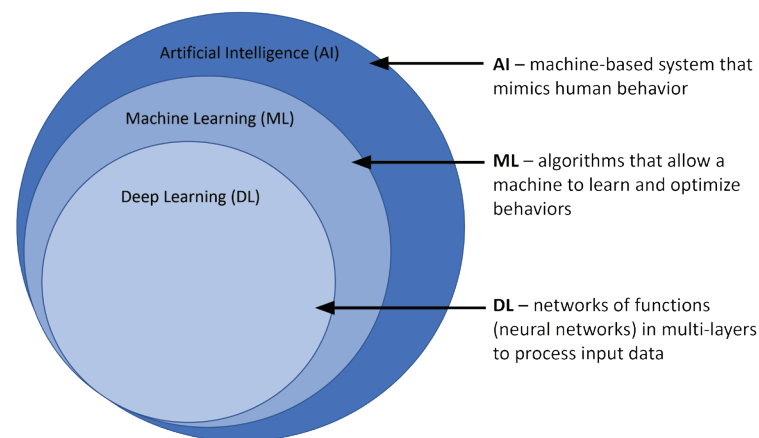 Artificial Intelligence (AI)
Machine Learning (ML)
Deep Learning (DL)
AI – machine-based system that
mimics human behavior
ML – algorithms that allow a
machine to learn and optimize
behaviors
DL – networks of functions
(neural networks) in multi-layers
to process input data